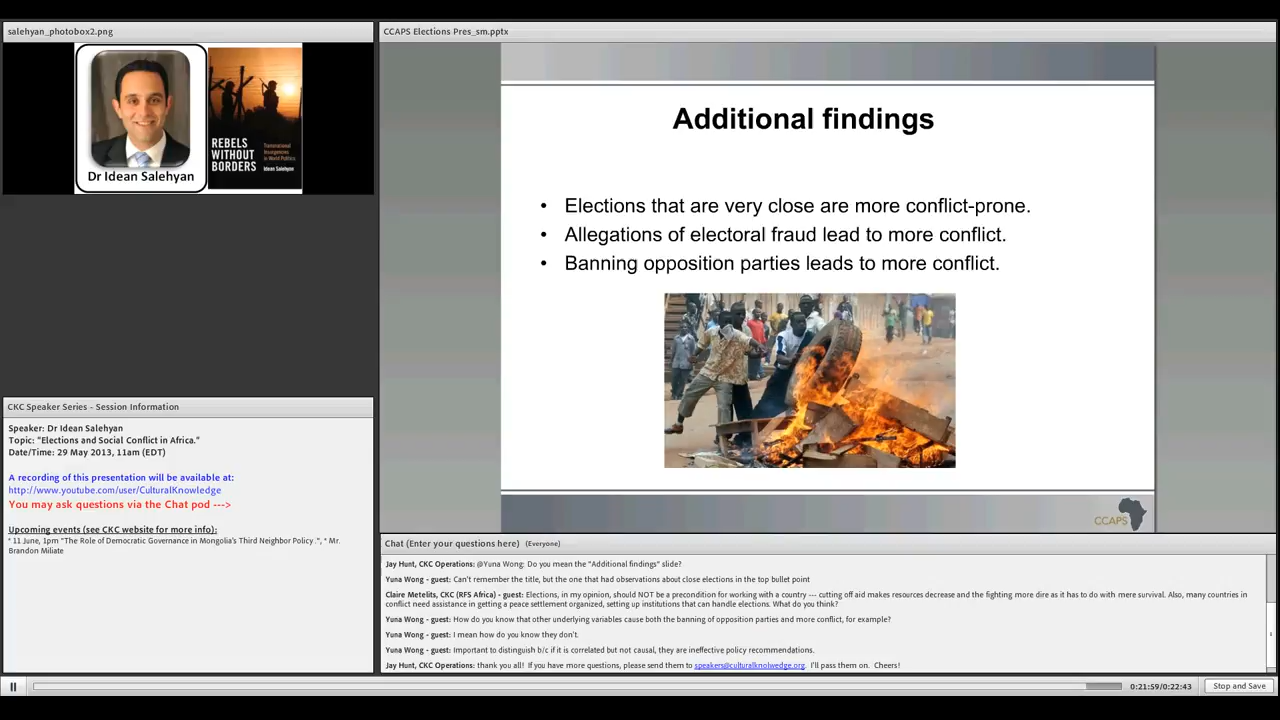 salehyan_photobox2.png
Dr Idean Salehyan
REBELS
WITHOUT
BORDERS
Transnational
Insurgencies
in World Politics
Idean Salehyan
CCAPS Elections Pres_sm.pptx
Additional findings
• Elections that are very close are more conflict-prone.
• Allegations of electoral fraud lead to more conflict.
• Banning opposition parties leads to more conflict.
CCAPS
CKC Speaker Series - Session Information
Speaker: Dr Idean Salehyan
Topic: "Elections and Social Conflict in Africa."
Date/Time: 29 May 2013, 11am (EDT)
A recording of this presentation will be available at:
http://www.youtube.com/user/CulturalKnowledge
You may ask questions via the Chat pod --->
Upcoming events (see CKC website for more info):
* 11 June, 1pm "The Role of Democratic Governance in Mongolia's Third Neighbor Policy .", * Mr.
Brandon Miliate
Chat (Enter your questions here) (Everyone)
Jay Hunt, CKC Operations: @Yuna Wong: Do you mean the "Additional findings" slide?
Yuna Wong - guest: Can't remember the title, but the one that had observations about close elections in the top bullet point
Claire Metelits, CKC (RFS Africa) - guest: Elections, in my opinion, should NOT be a precondition for working with a country --- cutting off aid makes resources decrease and the fighting more dire as it has to do with mere survival. Also, many countries in
conflict need assistance in getting a peace settlement organized, setting up institutions that can handle elections. What do you think?
Yuna Wong - guest: How do you know that other underlying variables cause both the banning of opposition parties and more conflict, for example?
Yuna Wong - guest: I mean how do you know they don't.
Yuna Wong - guest: Important to distinguish b/c if it is correlated but not causal, they are ineffective policy recommendations.
Jay Hunt, CKC Operations: thank you all! If you have more questions, please send them to speakers@culturalknolwedge.org. I'll pass them on. Cheers!
0:21:59/0:22:43
Stop and Save